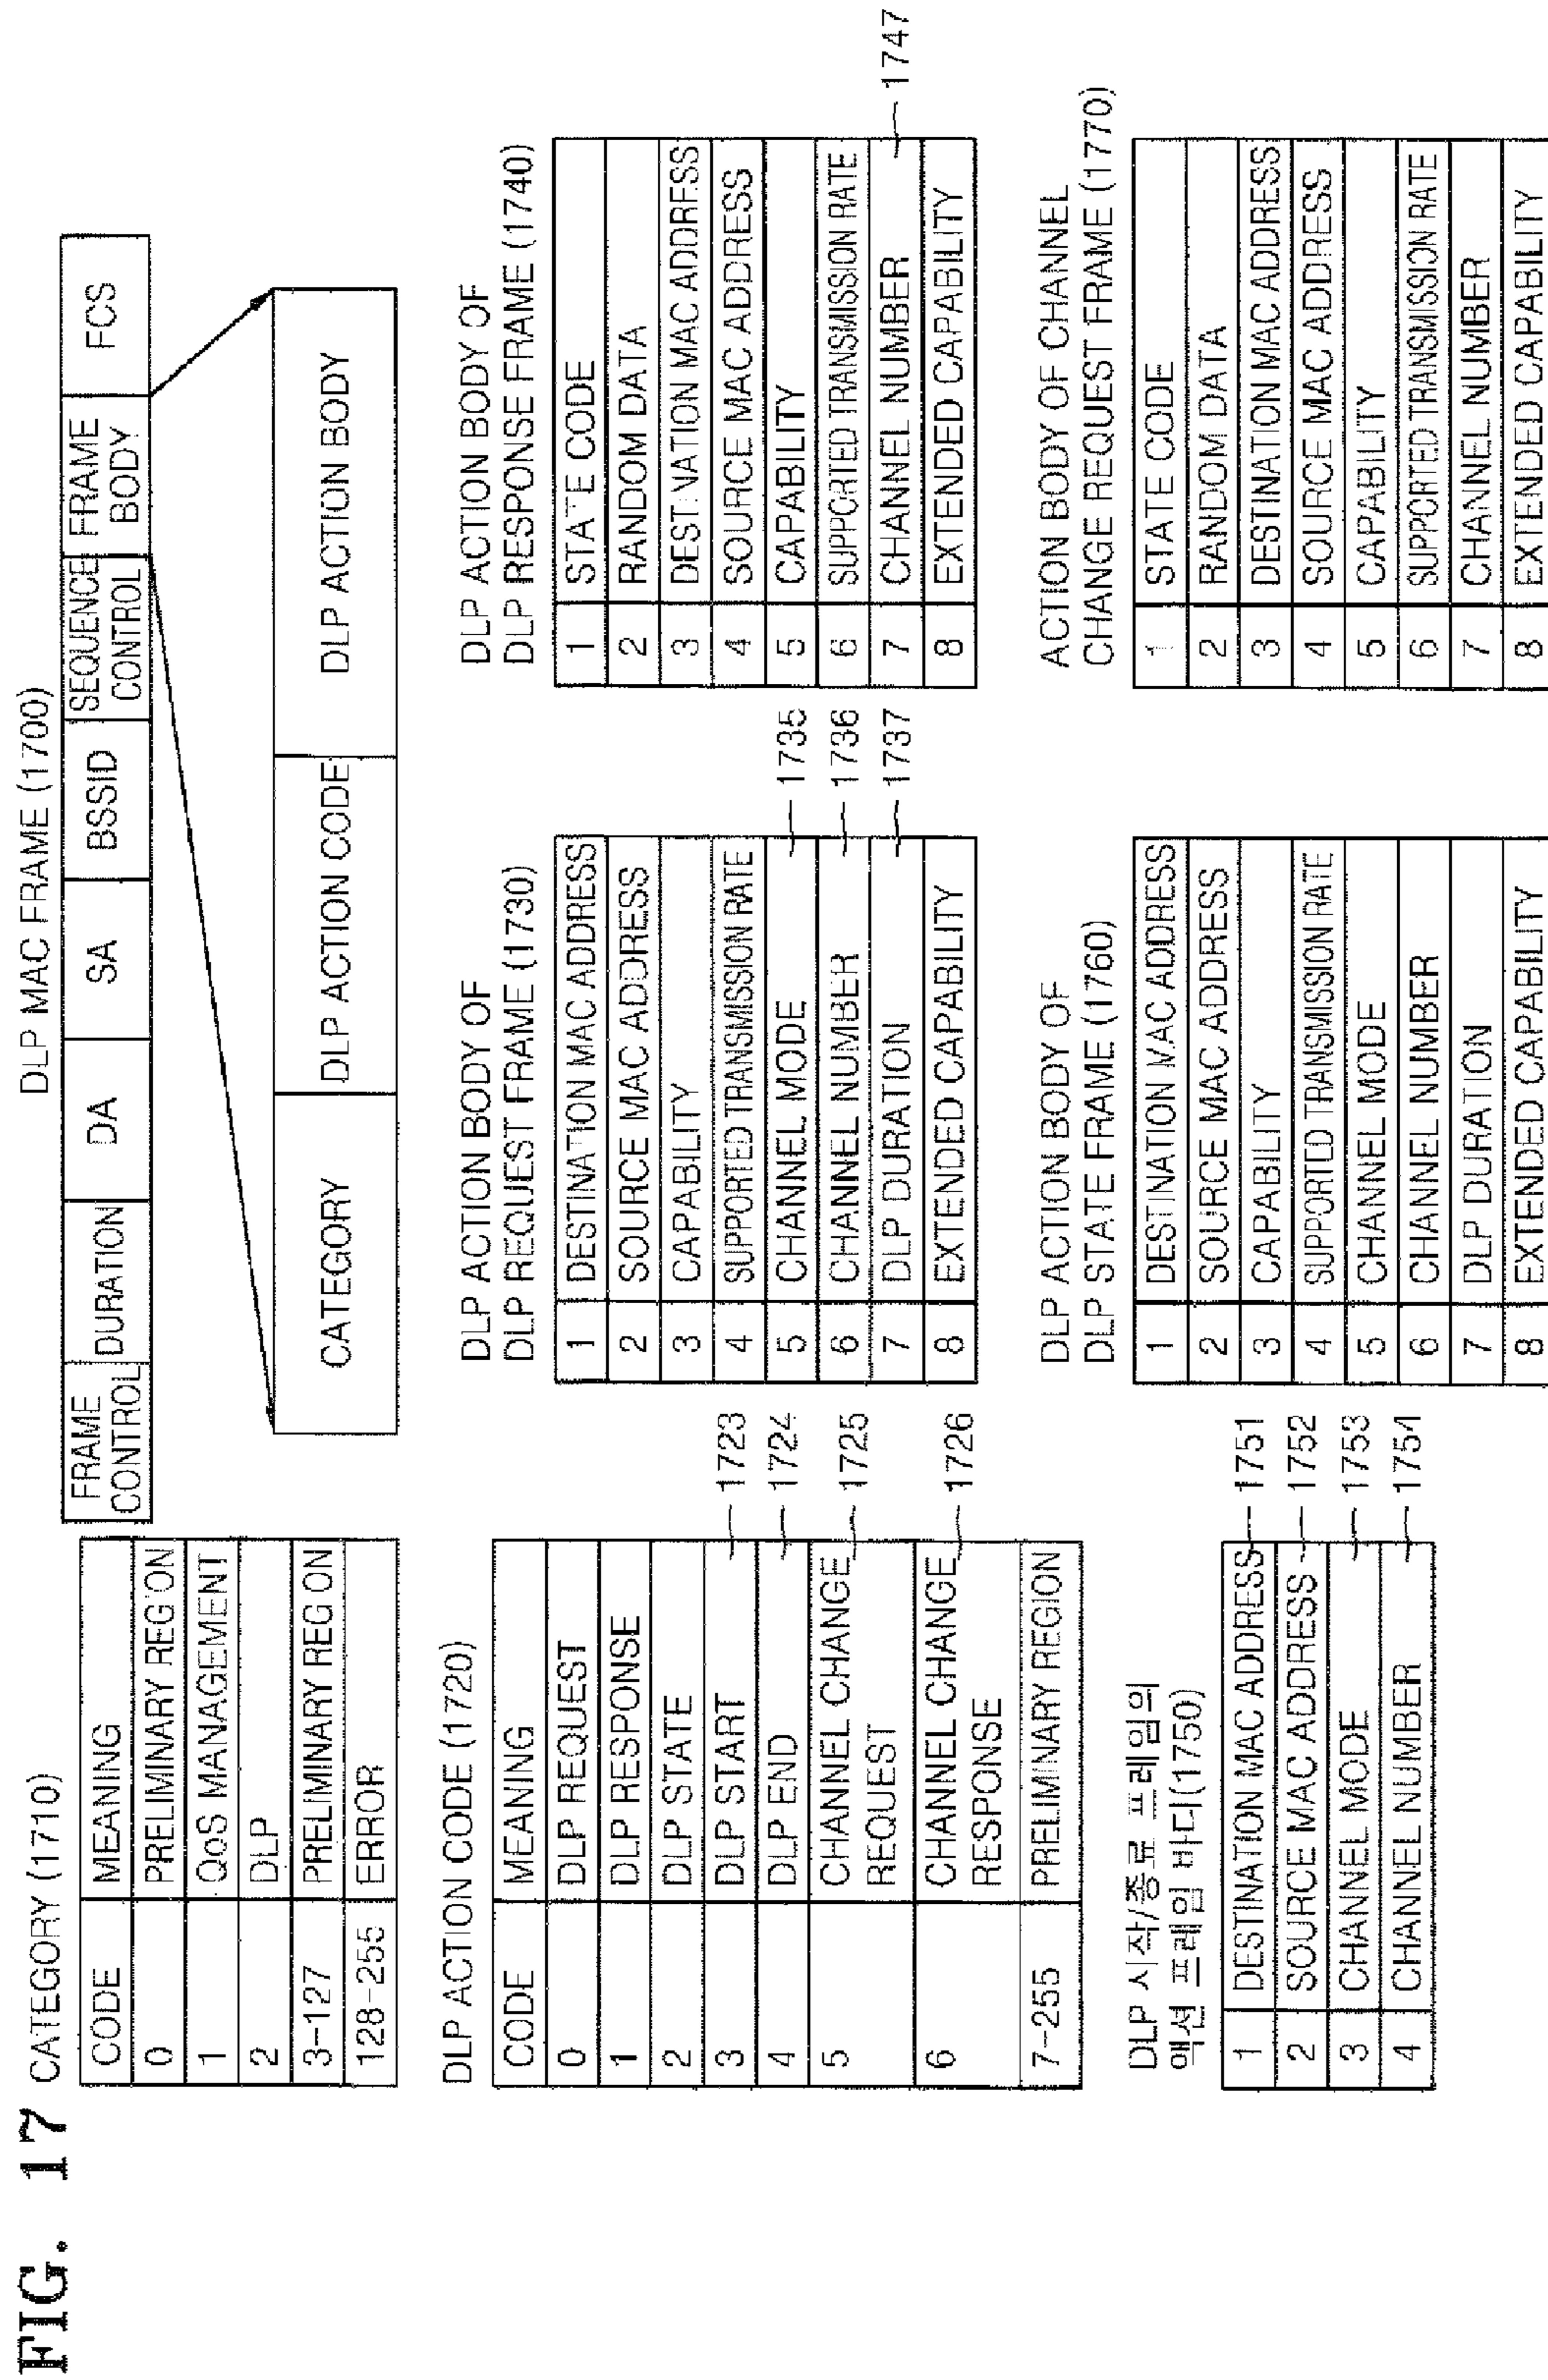 FIG. 17
DLP MAC FRAME (1700)
FRAME CONTROL DURATION DA SA BSSID SEQUENCE CONTROL FRAME BODY FCS
CATEGORY DLP ACTION CODE DLP ACTION BODY
CATEGORY (1710)
CODE MEANING
0 PRELIMINARY REGION
1 QoS MANAGEMENT
2 DLP
3-127 PRELIMINARY REGION
128-255 ERROR
DLP ACTION CODE (1720)
CODE MEANING
0 DLP REQUEST
1 DLP RESPONSE
2 DLP STATE
3 DLP START 1723
4 DLP END 1724
5 CHANNEL CHANGE 1725
REQUEST
6 CHANNEL CHANGE 1726
RESPONSE
7-255 PRELIMINARY REGION
DLP ACTION BODY OF
DLP REQUEST FRAME (1730)
1 DESTINATION MAC ADDRESS
2 SOURCE MAC ADDRESS
3 CAPABILITY
4 SUPPORTED TRANSMISSION RATE
5 CHANNEL MODE 1735
6 CHANNEL NUMBER 1736
7 DLP DURATION 1737
8 EXTENDED CAPABILITY
DLP ACTION BODY OF
DLP RESPONSE FRAME (1740)
1 STATE CODE
2 RANDOM DATA
3 DESTINATION MAC ADDRESS
4 SOURCE MAC ADDRESS
5 CAPABILITY
6 SUPPORTED TRANSMISSION RATE
7 CHANNEL NUMBER 1747
8 EXTENDED CAPABILITY
DLP 시작/종료 프레임의
액션 프레임 바디(1750)
1 DESTINATION MAC ADDRESS 1751
2 SOURCE MAC ADDRESS 1752
3 CHANNEL MODE 1753
4 CHANNEL NUMBER 1754
DLP ACTION BODY OF
DLP STATE FRAME (1760)
1 DESTINATION MAC ADDRESS
2 SOURCE MAC ADDRESS
3 CAPABILITY
4 SUPPORTED TRANSMISSION RATE
5 CHANNEL MODE
6 CHANNEL NUMBER
7 DLP DURATION
8 EXTENDED CAPABILITY
ACTION BODY OF CHANNEL
CHANGE REQUEST FRAME (1770)
1 STATE CODE
2 RANDOM DATA
3 DESTINATION MAC ADDRESS
4 SOURCE MAC ADDRESS
5 CAPABILITY
6 SUPPORTED TRANSMISSION RATE
7 CHANNEL NUMBER
8 EXTENDED CAPABILITY